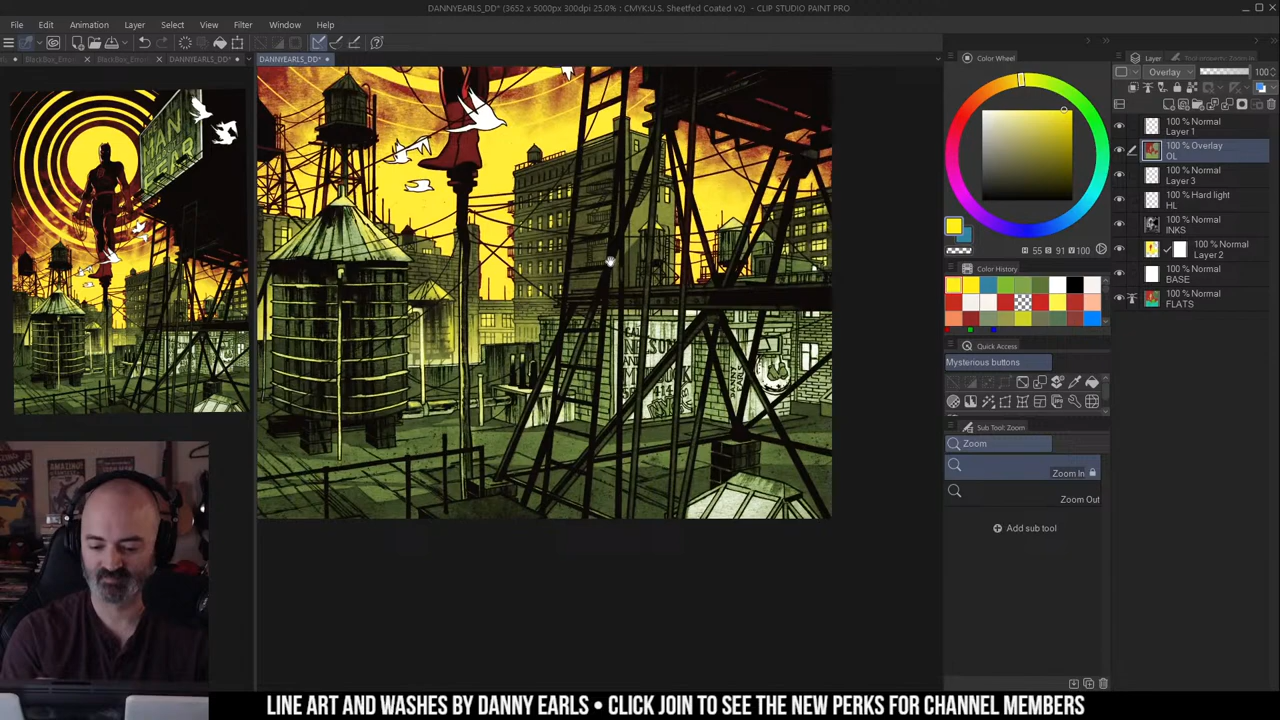 DANNYEARLS_DD* (3652 x 5000px 300dpi 25.0% : CMYK:U.S. Sheetfed Coated v2) - CLIP STUDIO PAINT PRO
File Edit Animation Layer Select View Filter Window Help
DANNYEARLS_DD*
DANNYEARLS_DD*
Color Wheel
H 55 S 91 V 100
Color History
Quick Access
Mysterious buttons
Sub Tool: Zoom
Zoom
Zoom In
Zoom Out
Add sub tool
Layer
Overlay 100
100 % Normal
Layer 1
100 % Overlay
OL
100 % Normal
Layer 3
100 % Hard light
HL
100 % Normal
INKS
100 % Normal
Layer 2
100 % Normal
BASE
100 % Normal
FLATS
LINE ART AND WASHES BY DANNY EARLS • CLICK JOIN TO SEE THE NEW PERKS FOR CHANNEL MEMBERS